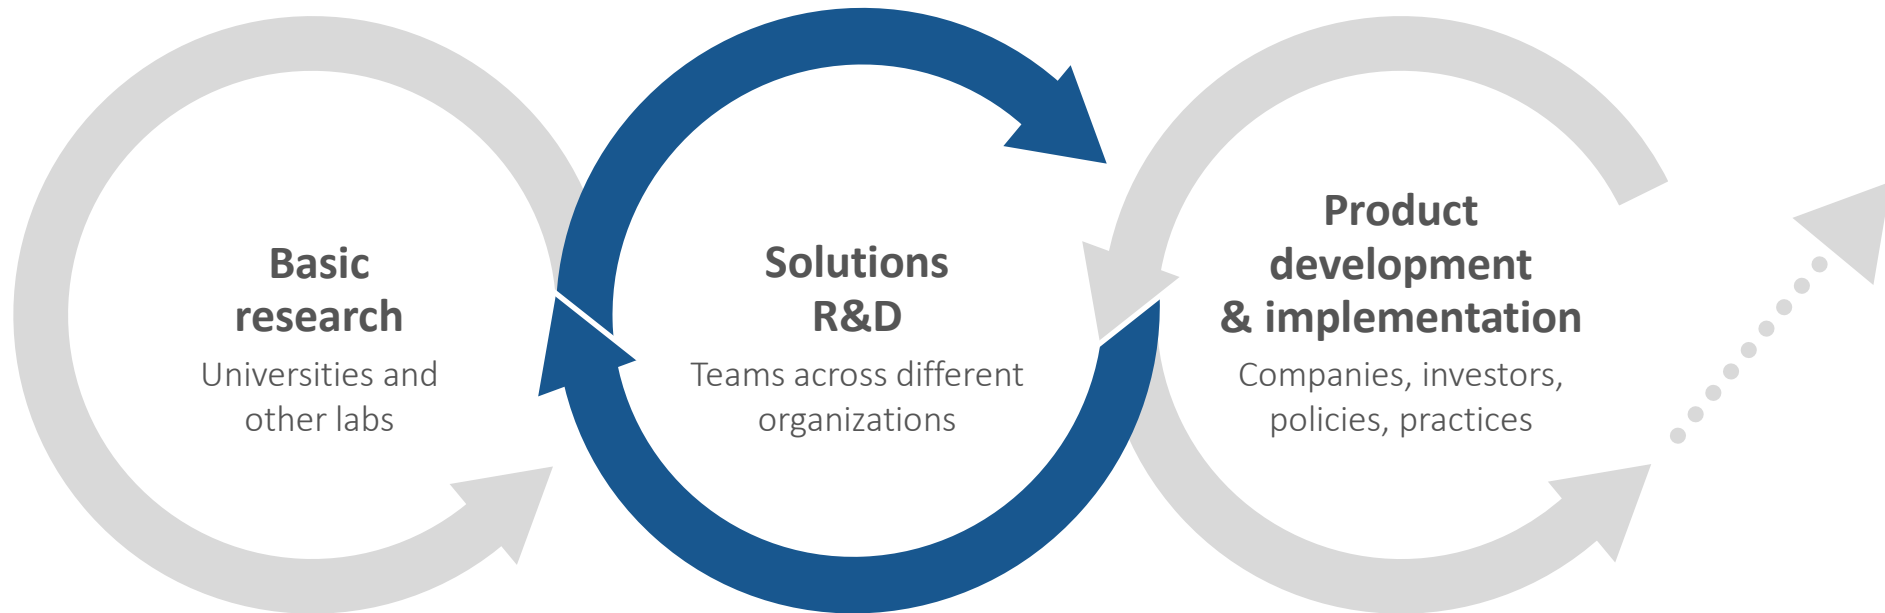 Basic
research
Universities and
other labs
Solutions
R&D
Teams across different
organizations
Product
development
& implementation
Companies, investors,
policies, practices